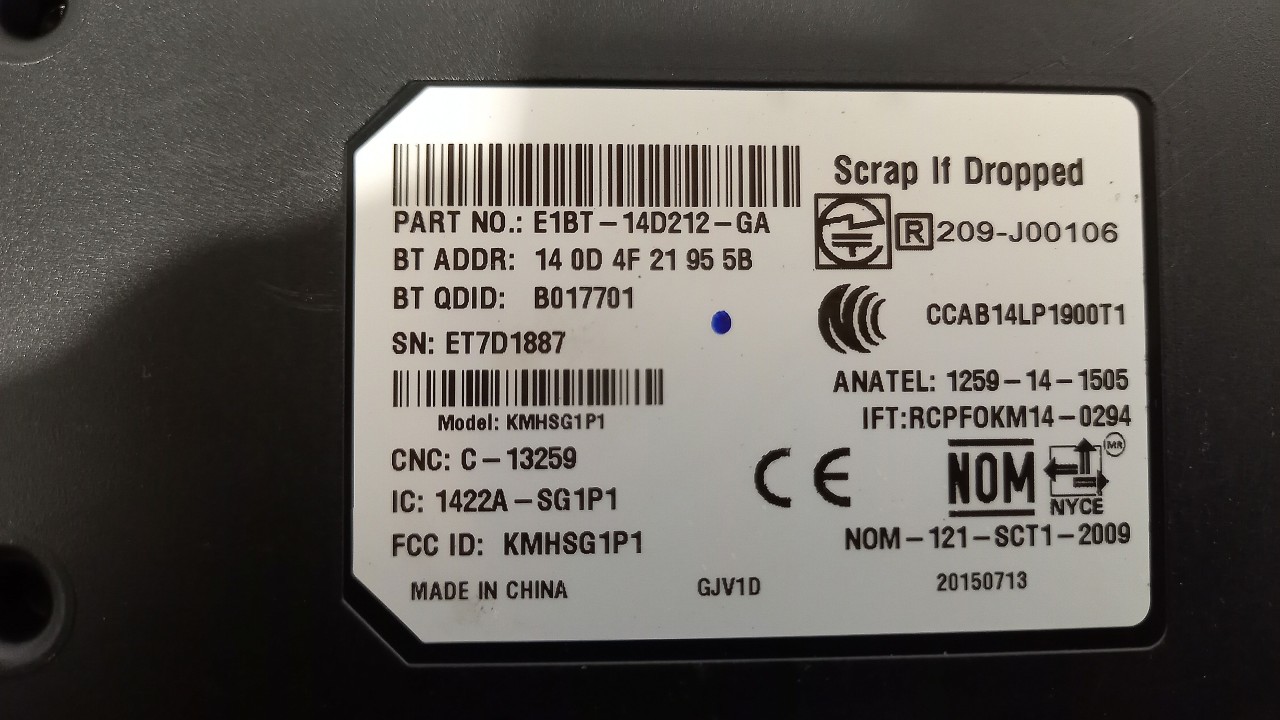 Scrap If Dropped
PART NO.: E1BT-14D212-GA
R 209-J00106
BT ADDR: 14 0D 4F 21 95 5B
BT QDID: B017701
CCAB14LP1900T1
SN: ET7D1887
ANATEL: 1259-14-1505
Model: KMHSG1P1
IFT:RCPFOKM14-0294
CNC: C-13259
CE
NOM
MR
NYCE
IC: 1422A-SG1P1
FCC ID: KMHSG1P1
NOM-121-SCT1-2009
MADE IN CHINA
GJV1D
20150713